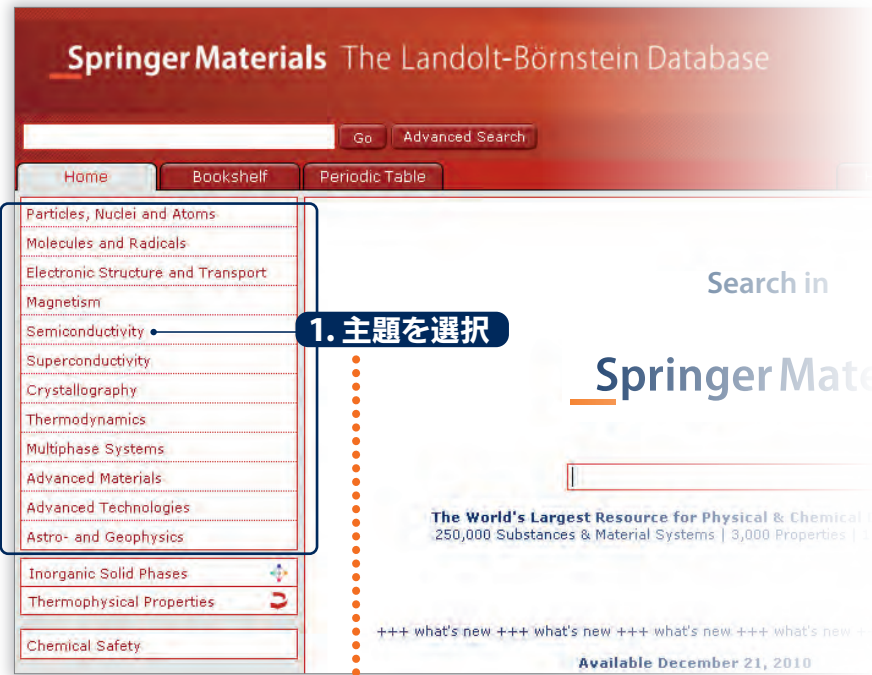 Springer Materials The Landolt-Börnstein Database
Go Advanced Search
Home Bookshelf Periodic Table
Particles, Nuclei and Atoms
Molecules and Radicals
Electronic Structure and Transport
Magnetism
Semiconductivity
Superconductivity
Crystallography
Thermodynamics
Multiphase Systems
Advanced Materials
Advanced Technologies
Astro- and Geophysics
Inorganic Solid Phases
Thermophysical Properties
Chemical Safety
1. 主題を選択
Search in
Springer Mate
The World's Largest Resource for Physical & Chemical
250,000 Substances & Material Systems | 3,000 Properties |
+++ what's new +++ what's new +++ what's new +++ what's new +
Available December 21, 2010